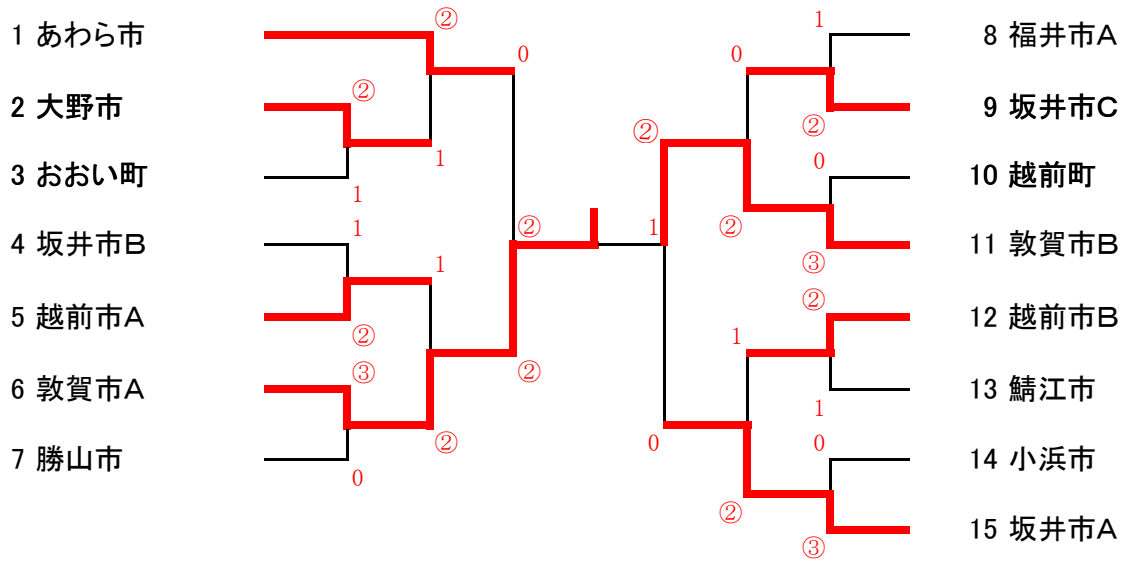 1 あわら市
2 大野市
3 おおい町
4 坂井市B
5 越前市A
6 敦賀市A
7 勝山市
②
②
1
1
1
1
②
③
②
0
0
②
②
②
1
0
0
②
1
②
1
②
0
③
②
1
0
③
8 福井市A
9 坂井市C
10 越前町
11 敦賀市B
12 越前市B
13 鯖江市
14 小浜市
15 坂井市A